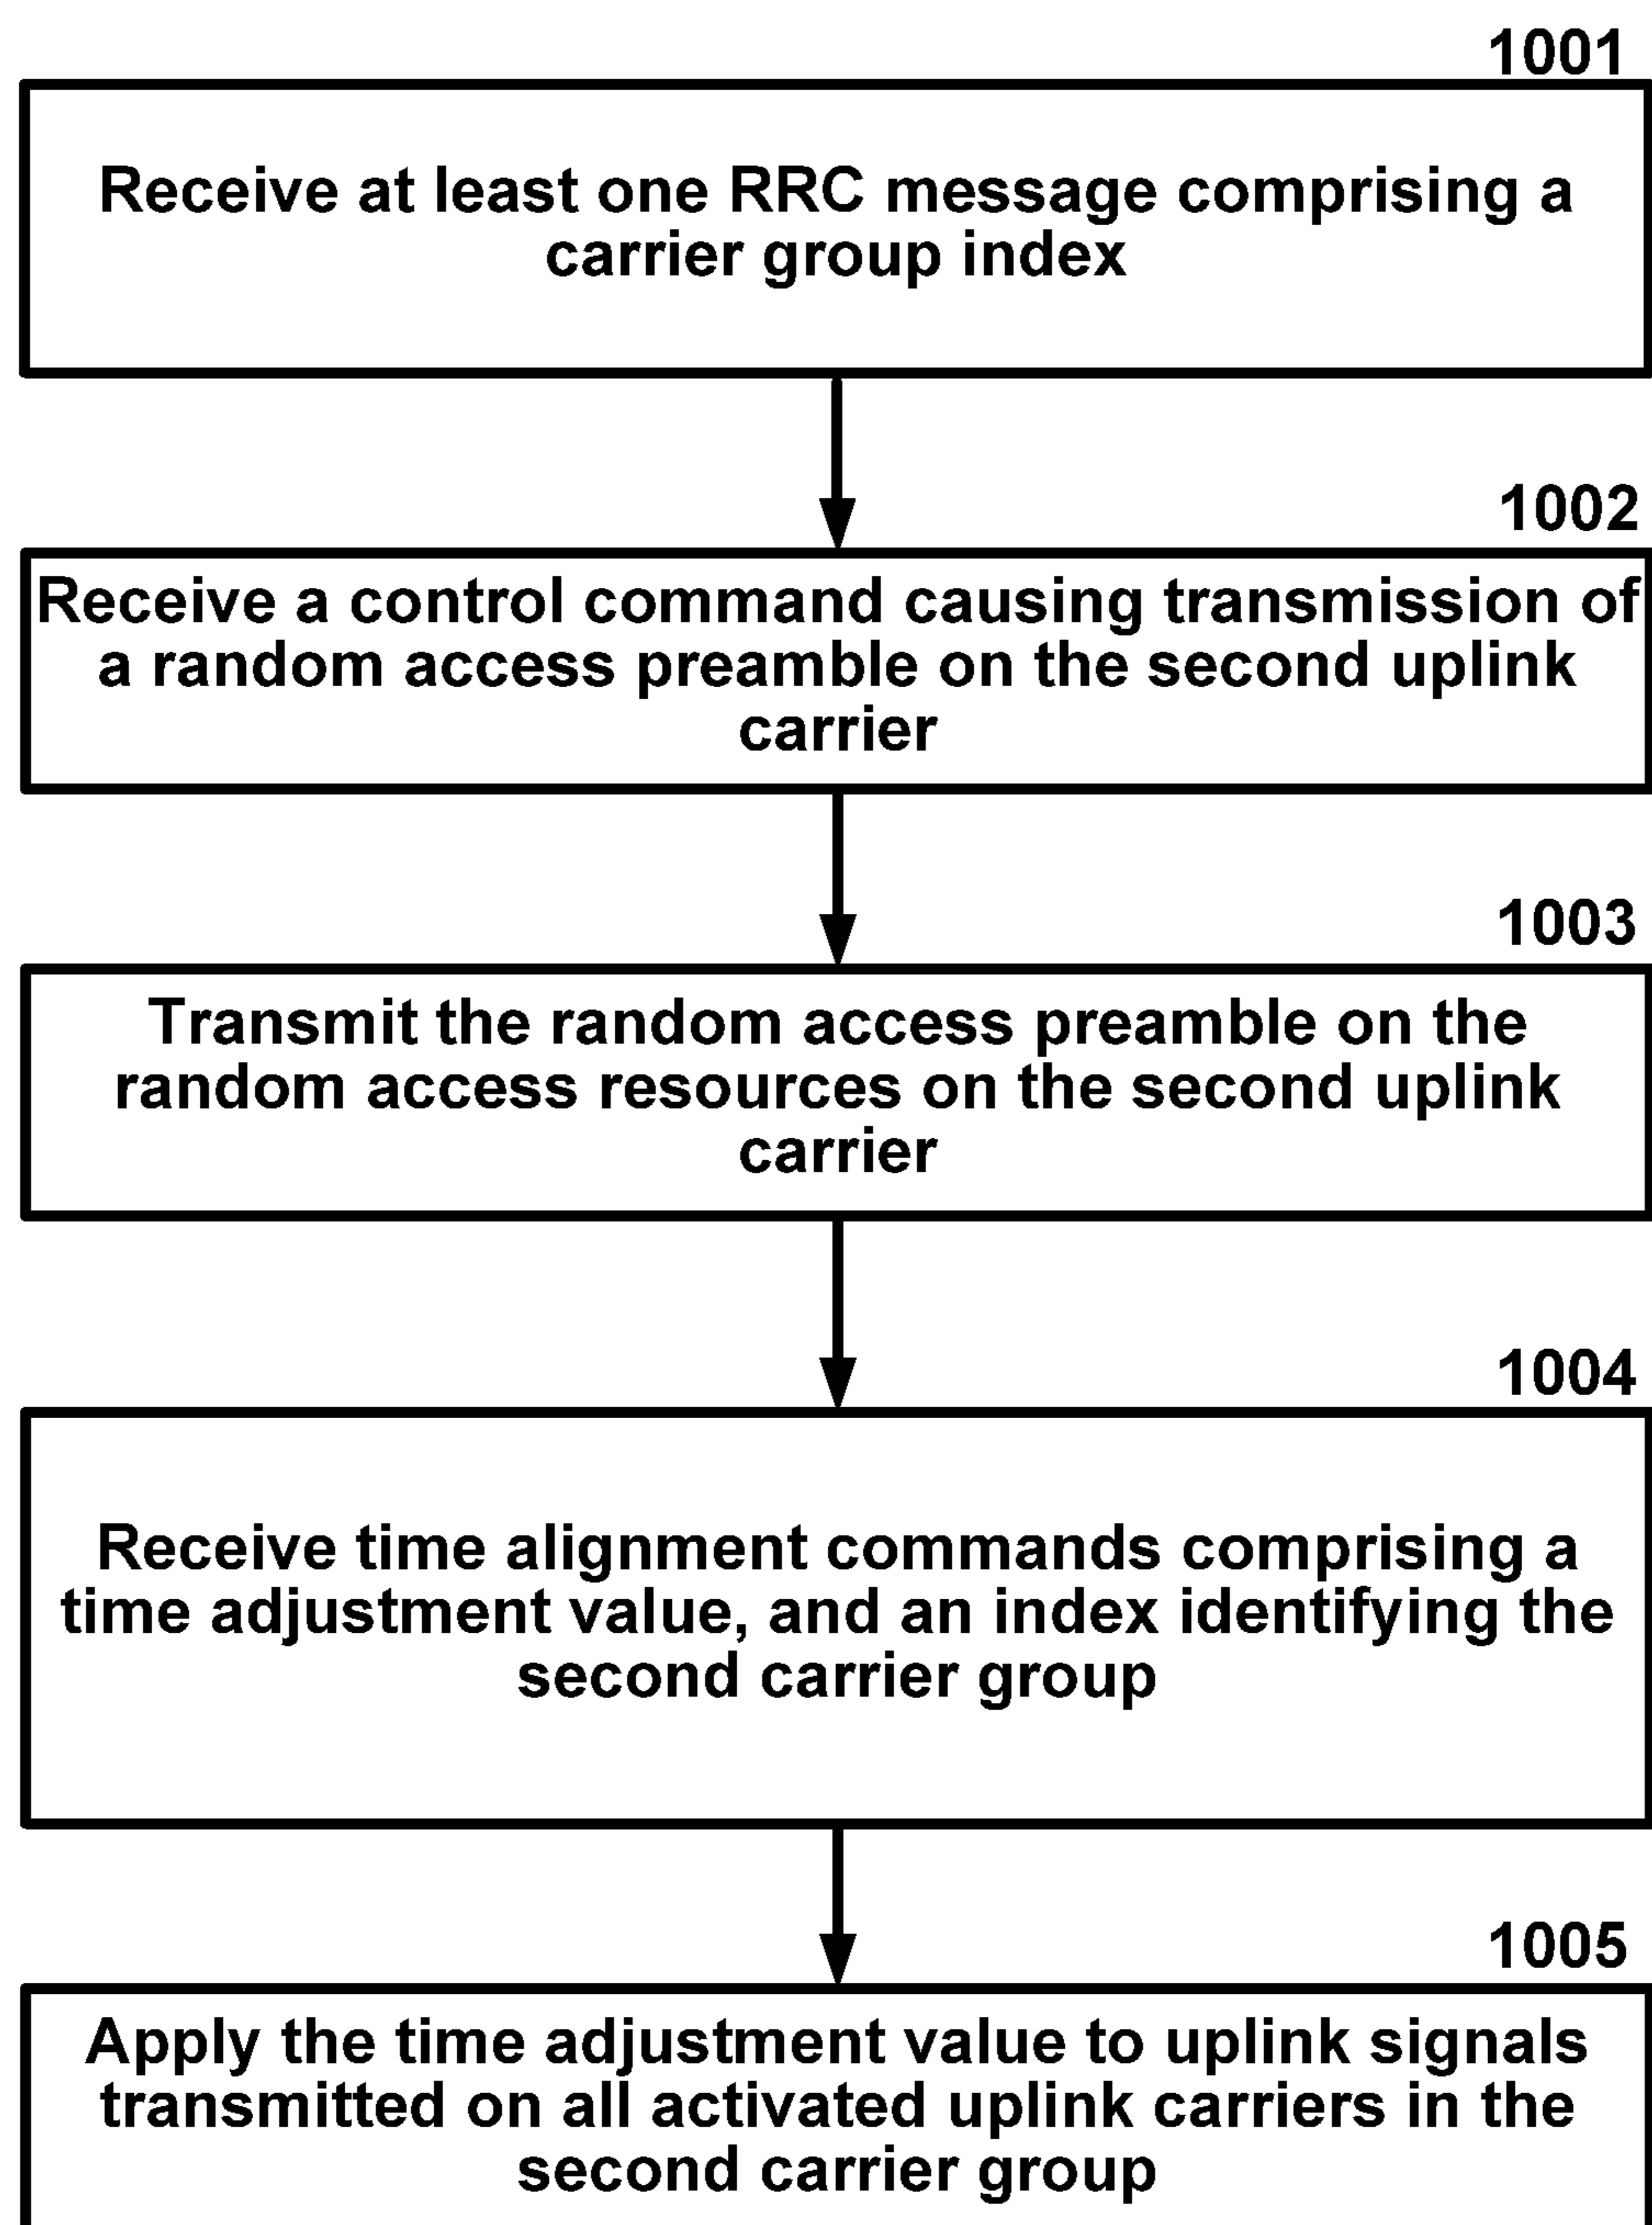 1001
Receive at least one RRC message comprising a
carrier group index
1002
Receive a control command causing transmission of
a random access preamble on the second uplink
carrier
1003
Transmit the random access preamble on the
random access resources on the second uplink
carrier
1004
Receive time alignment commands comprising a
time adjustment value, and an index identifying the
second carrier group
1005
Apply the time adjustment value to uplink signals
transmitted on all activated uplink carriers in the
second carrier group